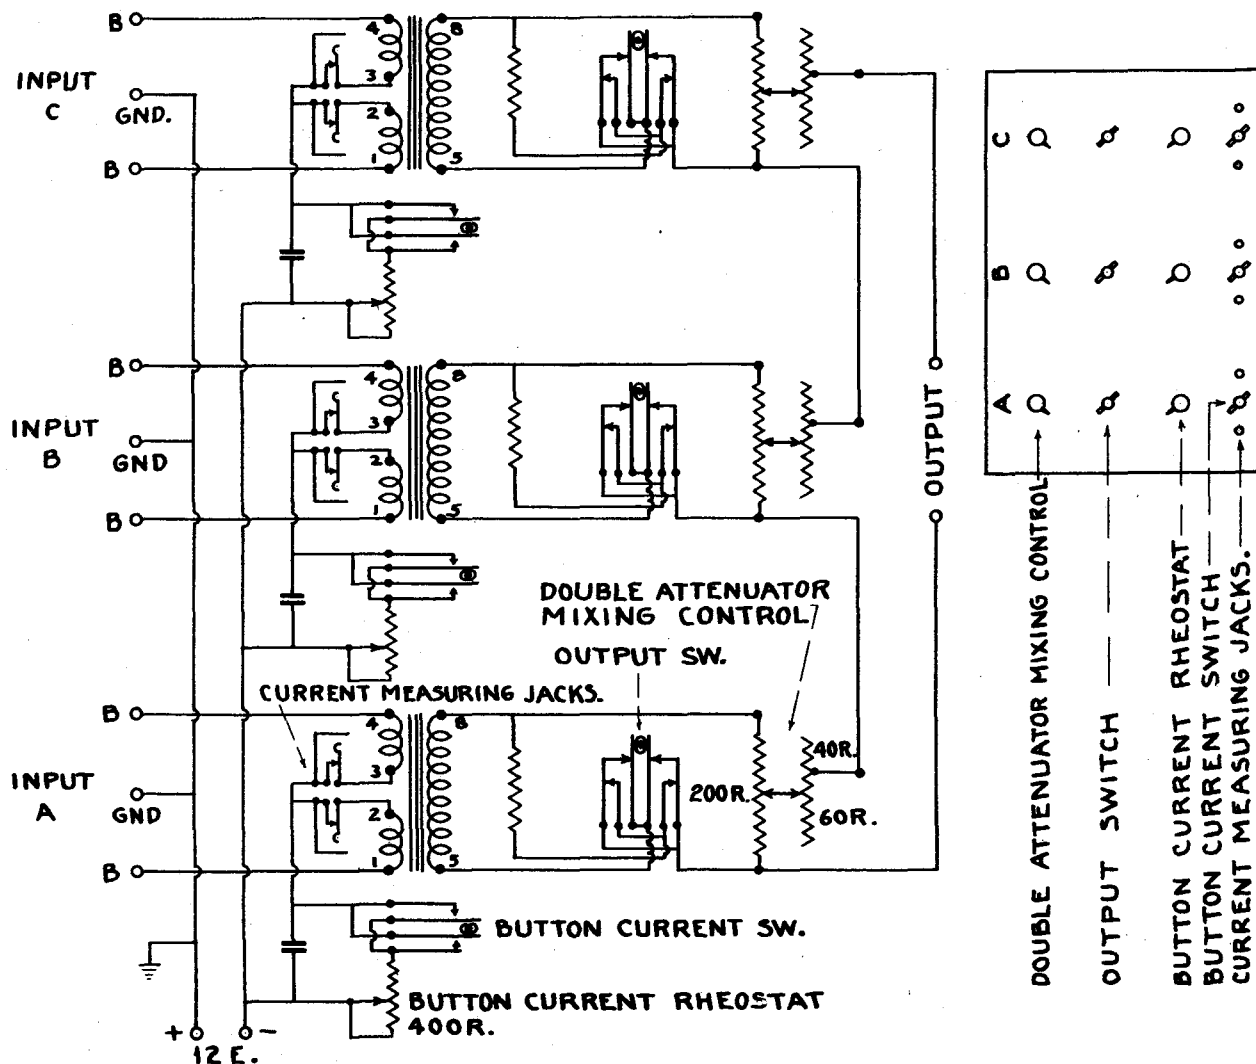 B
INPUT
C
GND.
B
4
3
2
1
8
5
B
INPUT
B
GND
B
4
3
2
1
8
5
OUTPUT
DOUBLE ATTENUATOR
MIXING CONTROL
OUTPUT SW.
CURRENT MEASURING JACKS.
B
INPUT
A
GND
B
4
3
2
1
8
5
40R.
200R.
60R.
BUTTON CURRENT SW.
BUTTON CURRENT RHEOSTAT
400R.
+
-
12 E.
C
B
A
DOUBLE ATTENUATOR MIXING CONTROL
OUTPUT SWITCH
BUTTON CURRENT RHEOSTAT
BUTTON CURRENT SWITCH
CURRENT MEASURING JACKS.